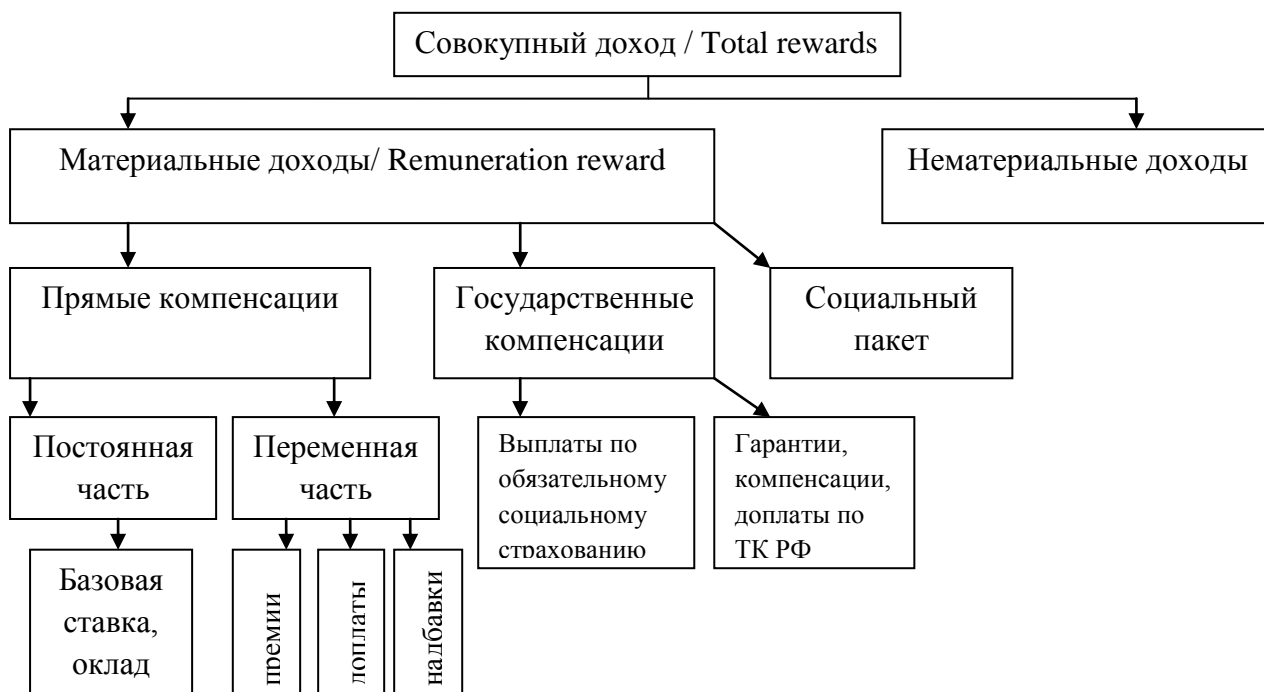 Совокупный доход / Total rewards
Материальные доходы/ Remuneration reward
Нематериальные доходы
Прямые компенсации
Государственные
компенсации
Социальный
пакет
Постоянная
часть
Переменная
часть
Выплаты по
обязательному
социальному
страхованию
Гарантии,
компенсации,
доплаты по
ТК РФ
Базовая
ставка,
оклад
премии
доплаты
надбавки